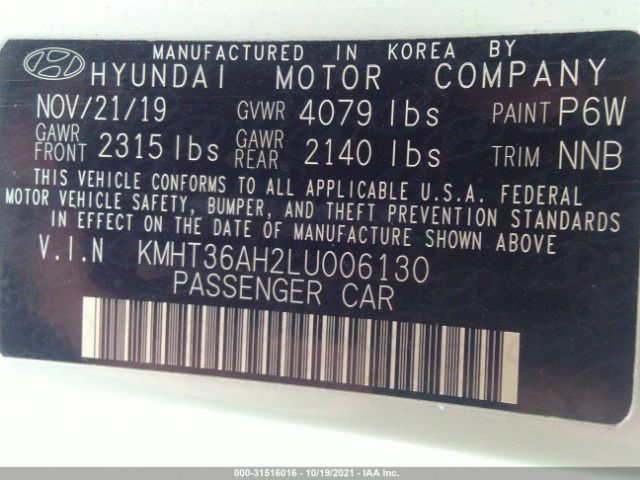 MANUFACTURED IN KOREA BY
HYUNDAI MOTOR COMPANY
NOV/21/19 GVWR 4079 lbs PAINT P6W
GAWR FRONT 2315 lbs GAWR REAR 2140 lbs TRIM NNB
THIS VEHICLE CONFORMS TO ALL APPLICABLE U.S.A. FEDERAL
MOTOR VEHICLE SAFETY, BUMPER, AND THEFT PREVENTION STANDARDS
IN EFFECT ON THE DATE OF MANUFACTURE SHOWN ABOVE.
V.I.N KMHT36AH2LU006130
PASSENGER CAR
000-31516016 - 10/19/2021 - IAA Inc.